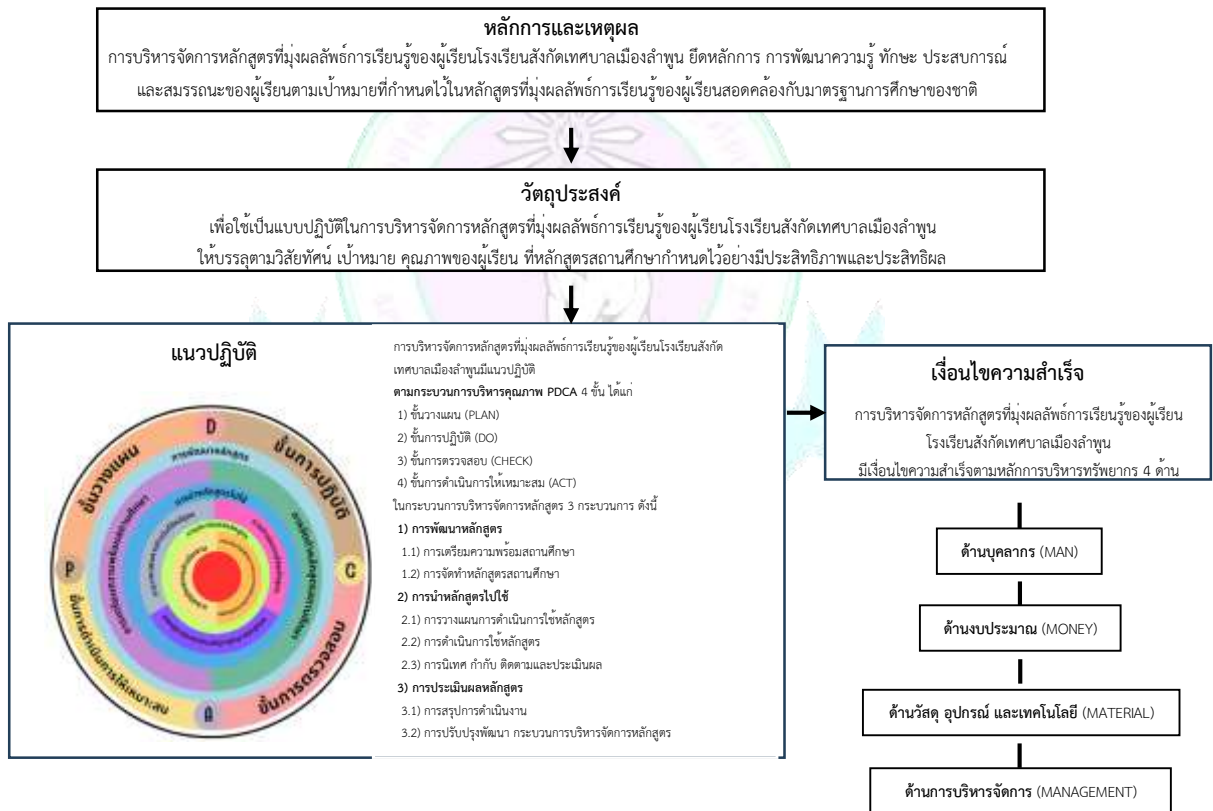 หลักการและเหตุผล
การบริหารจัดการหลักสูตรที่มุ่งผลลัพธ์การเรียนรู้ของผู้เรียนโรงเรียนสังกัดเทศบาลเมืองลำพูน ยึดหลักการ การพัฒนาความรู้ ทักษะ ประสบการณ์
และสมรรถนะของผู้เรียนตามเป้าหมายที่กำหนดไว้ในหลักสูตรที่มุ่งผลลัพธ์การเรียนรู้ของผู้เรียนสอดคล้องกับมาตรฐานการศึกษาของชาติ
วัตถุประสงค์
เพื่อใช้เป็นแบบปฏิบัติในการบริหารจัดการหลักสูตรที่มุ่งผลลัพธ์การเรียนรู้ของผู้เรียนโรงเรียนสังกัดเทศบาลเมืองลำพูน
ให้บรรลุตามวิสัยทัศน์ เป้าหมาย คุณภาพของผู้เรียน ที่หลักสูตรสถานศึกษากำหนดไว้อย่างมีประสิทธิภาพและประสิทธิผล
แนวปฏิบัติ
D
ขั้นวางแผน
ขั้นการปฏิบัติ
การพัฒนาหลักสูตร
การนำหลักสูตรไปใช้
P
C
ขั้นการดำเนินการให้เหมาะสม
ขั้นการตรวจสอบ
A
การบริหารจัดการหลักสูตรที่มุ่งผลลัพธ์การเรียนรู้ของผู้เรียนโรงเรียนสังกัด
เทศบาลเมืองลำพูนมีแนวปฏิบัติ
ตามกระบวนการบริหารคุณภาพ PDCA 4 ขั้น ได้แก่
1) ขั้นวางแผน (PLAN)
2) ขั้นการปฏิบัติ (DO)
3) ขั้นการตรวจสอบ (CHECK)
4) ขั้นการดำเนินการให้เหมาะสม (ACT)
ในกระบวนการบริหารจัดการหลักสูตร 3 กระบวนการ ดังนี้
1) การพัฒนาหลักสูตร
1.1) การเตรียมความพร้อมสถานศึกษา
1.2) การจัดทำหลักสูตรสถานศึกษา
2) การนำหลักสูตรไปใช้
2.1) การวางแผนการดำเนินการใช้หลักสูตร
2.2) การดำเนินการใช้หลักสูตร
2.3) การนิเทศ กำกับ ติดตามและประเมินผล
3) การประเมินผลหลักสูตร
3.1) การสรุปการดำเนินงาน
3.2) การปรับปรุงพัฒนา กระบวนการบริหารจัดการหลักสูตร
เงื่อนไขความสำเร็จ
การบริหารจัดการหลักสูตรที่มุ่งผลลัพธ์การเรียนรู้ของผู้เรียน
โรงเรียนสังกัดเทศบาลเมืองลำพูน
มีเงื่อนไขความสำเร็จตามหลักการบริหารทรัพยากร 4 ด้าน
ด้านบุคลากร (MAN)
ด้านงบประมาณ (MONEY)
ด้านวัสดุ อุปกรณ์ และเทคโนโลยี (MATERIAL)
ด้านการบริหารจัดการ (MANAGEMENT)